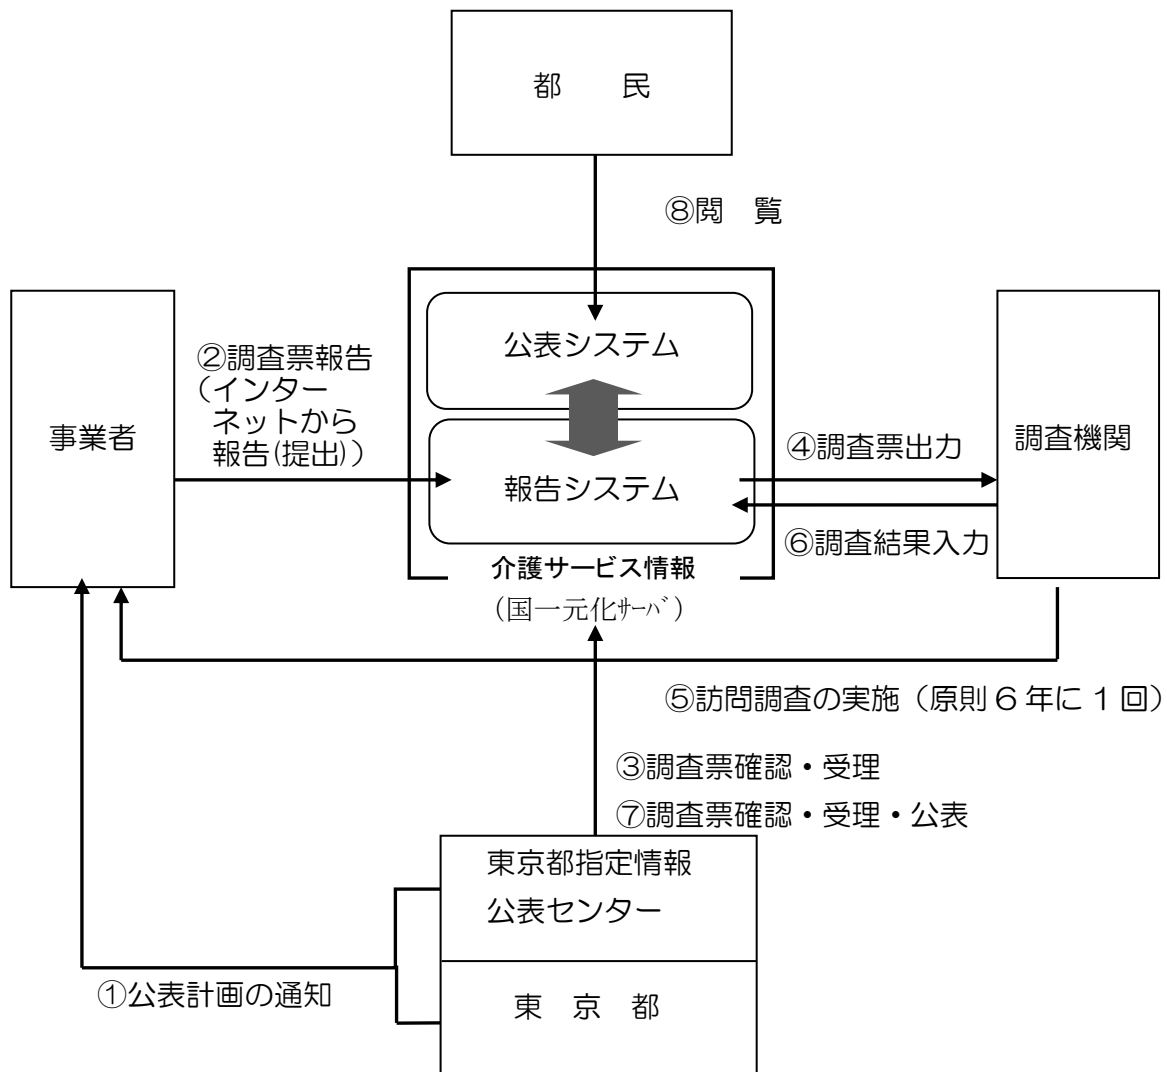 都　　民
⑧閲　覧
公表システム
②調査票報告
（インター
ネットから
報告(提出)）
事業者
報告システム
④調査票出力
調査機関
⑥調査結果入力
介護サービス情報
（国一元化ｻｰﾊﾞ）
⑤訪問調査の実施（原則6年に1回）
③調査票確認・受理
⑦調査票確認・受理・公表
東京都指定情報
公表センター
①公表計画の通知
東　京　都